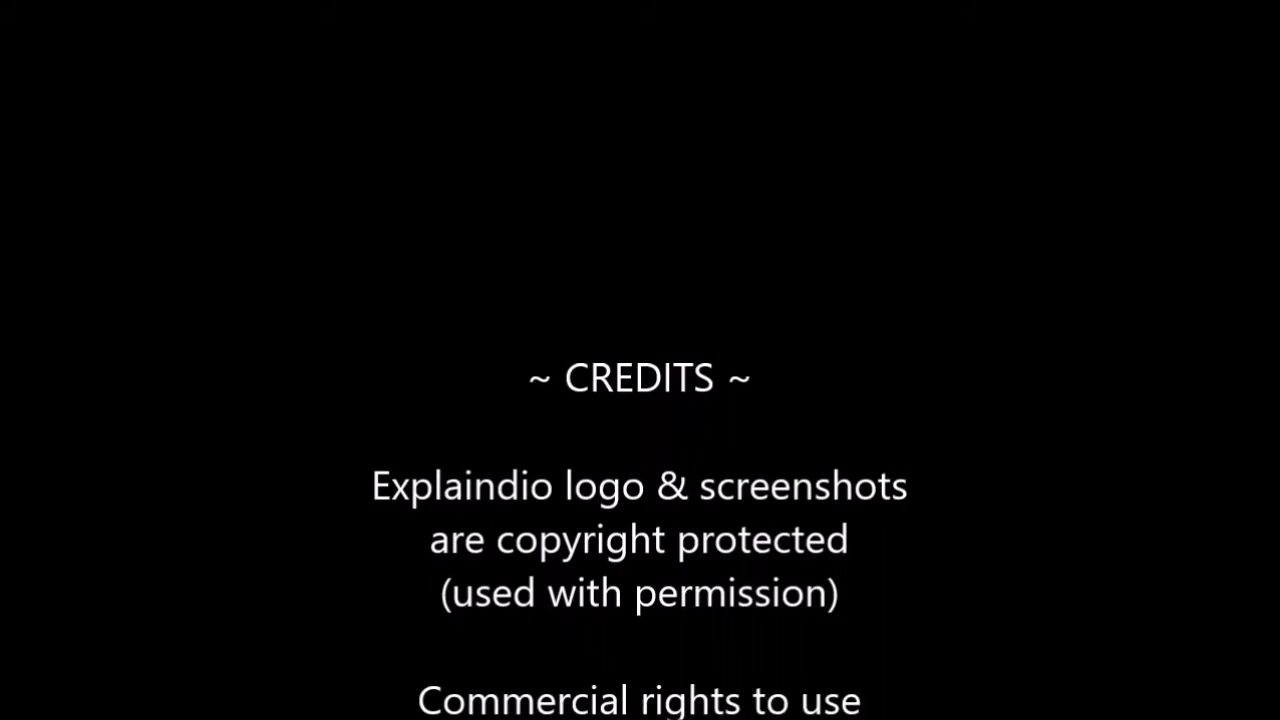 ~ CREDITS ~
Explaindio logo & screenshots
are copyright protected
(used with permission)
Commercial rights to use